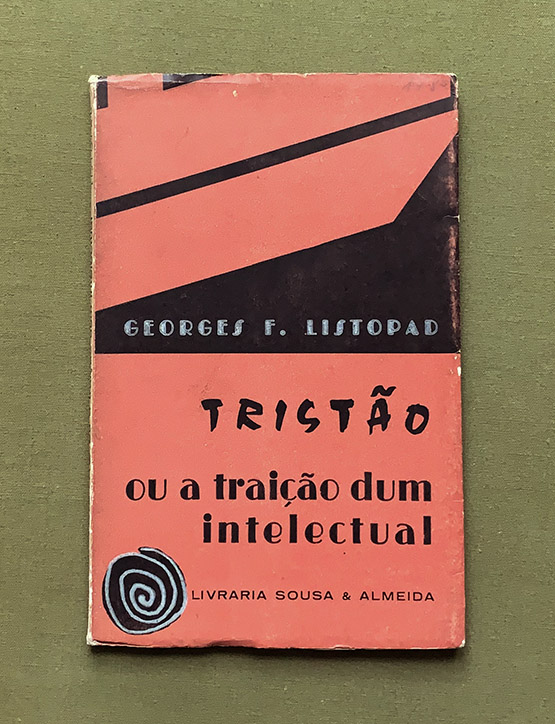 GEORGES F. LISTOPAD
TRISTÃO
ou a traição dum
intelectual
LIVRARIA SOUSA & ALMEIDA